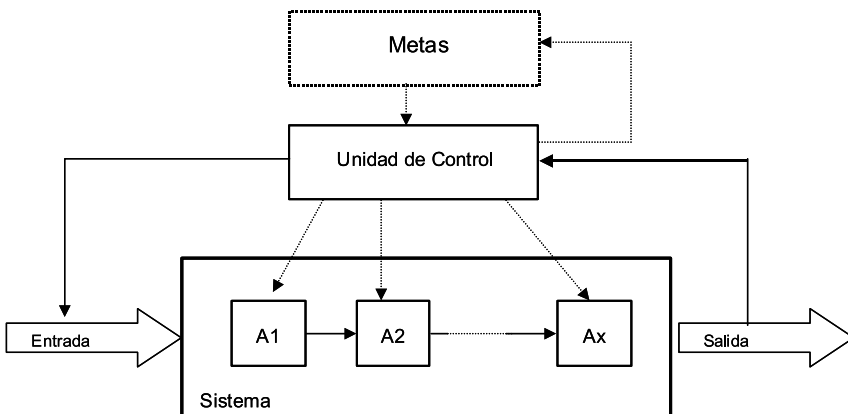 Metas
Unidad de Control
A1
A2
Ax
Entrada
Salida
Sistema